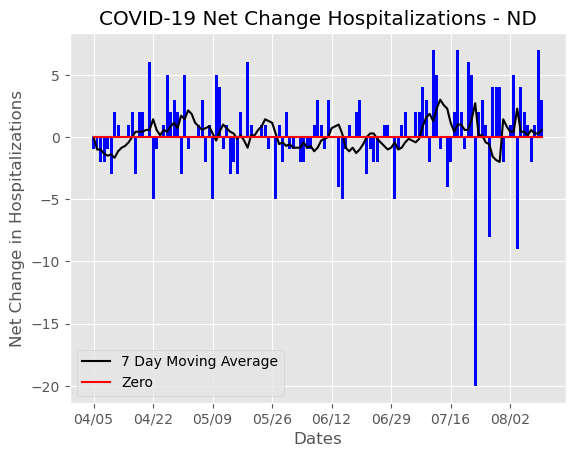 COVID-19 Net Change Hospitalizations - ND
Net Change in Hospitalizations
5
0
−5
−10
−15
−20
7 Day Moving Average
Zero
04/05 04/22 05/09 05/26 06/12 06/29 07/16 08/02
Dates